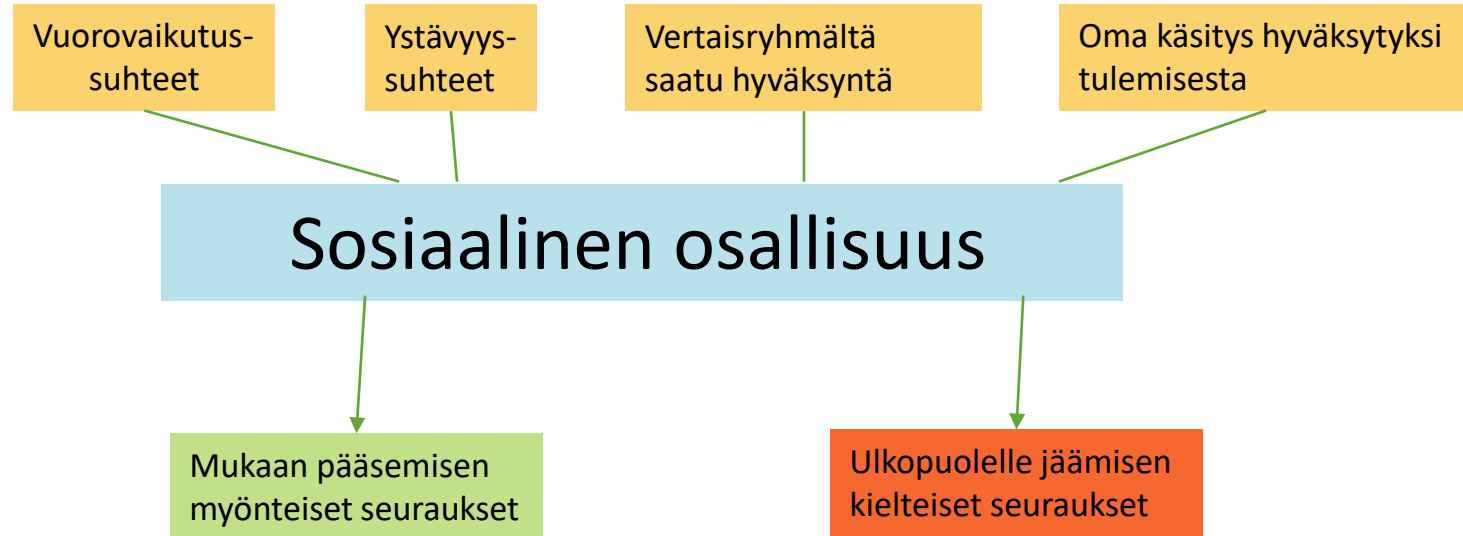 Vuorovaikutus-
suhteet
Ystävyys-
suhteet
Vertaisryhmältä
saatu hyväksyntä
Oma käsitys hyväksytyksi
tulemisesta
Sosiaalinen osallisuus
Mukaan pääsemisen
myönteiset seuraukset
Ulkopuolelle jäämisen
kielteiset seuraukset